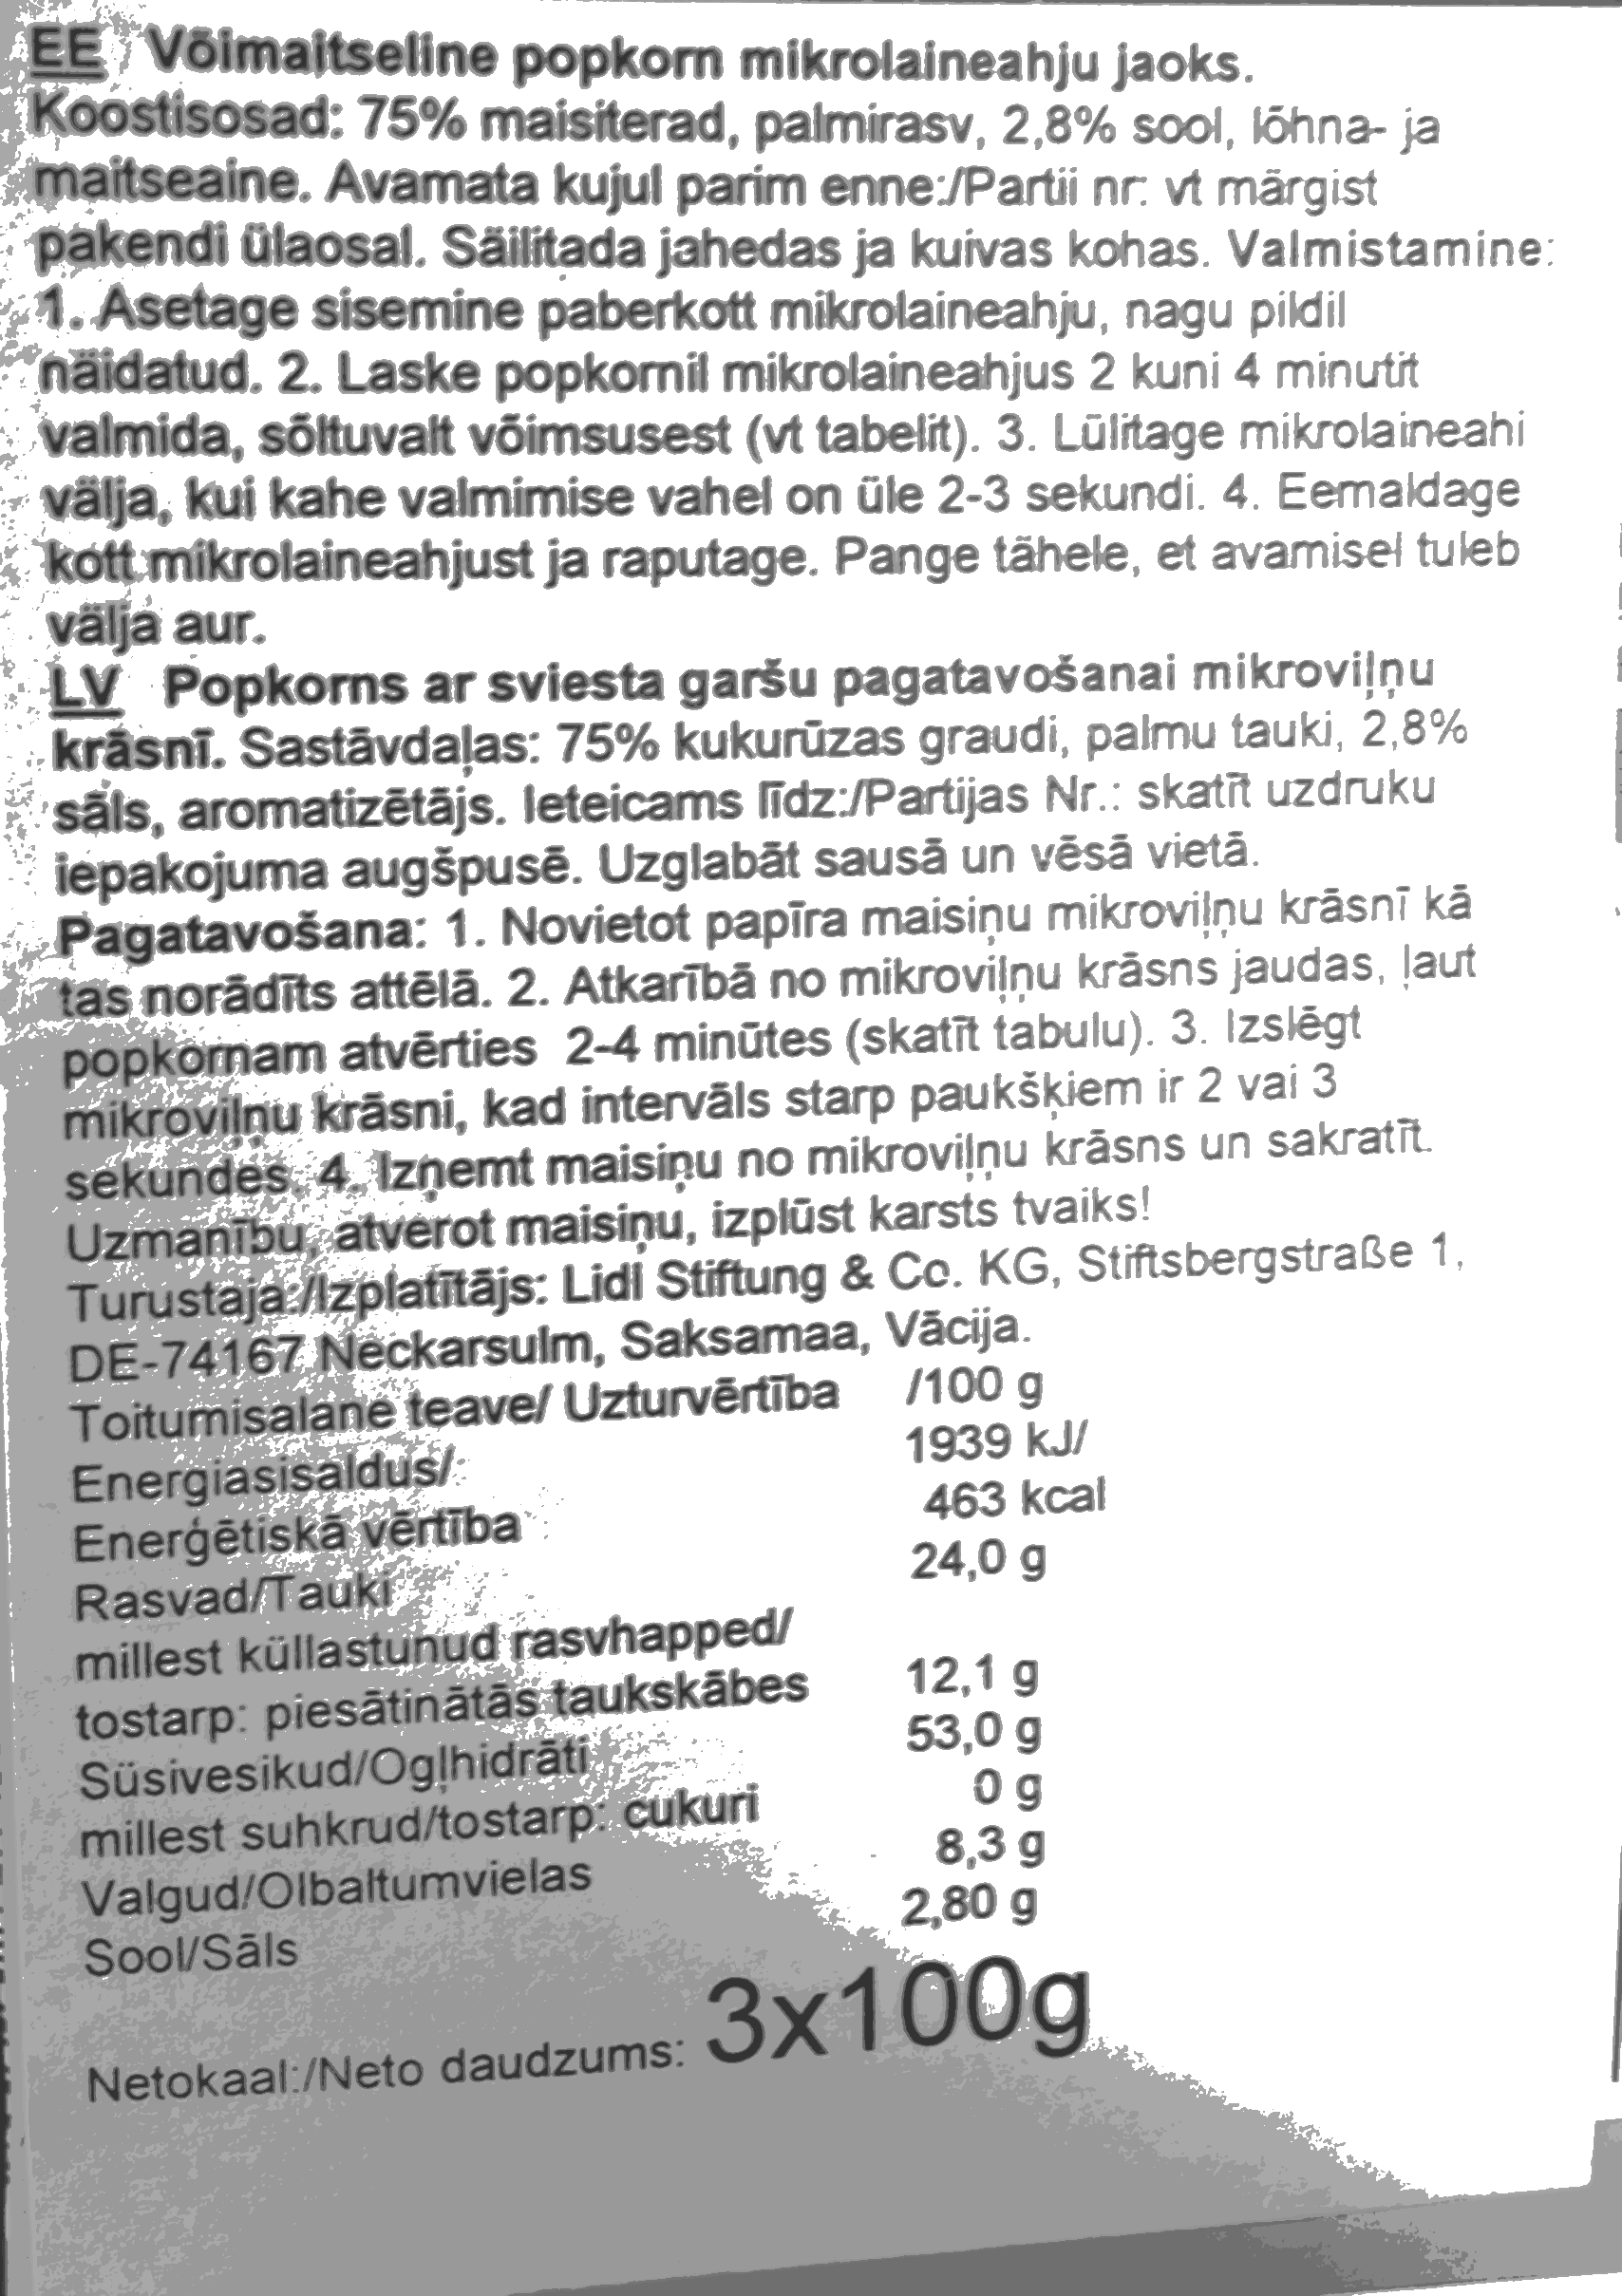 EE Võimaitseline popkorn mikrolaineahju jaoks.
Koostisosad: 75% maisiterad, palmirasv, 2,8% sool, lõhna- ja
maitseaine. Avamata kujul parim enne:/Partii nr: vt märgist
pakendi ülaosal. Säilitada jahedas ja kuivas kohas. Valmistamine:
1. Asetage sisemine paberkott mikrolaineahju, nagu pildil
näidatud. 2. Laske popkornil mikrolaineahjus 2 kuni 4 minutit
valmida, sõltuvalt võimsusest (vt tabelit). 3. Lülitage mikrolaineahi
välja, kui kahe valmimise vahel on üle 2-3 sekundi. 4. Eemaldage
kott mikrolaineahjust ja raputage. Pange tähele, et avamisel tuleb
välja aur.
LV Popkorns ar sviesta garšu pagatavošanai mikroviļņu
krāsnī. Sastāvdaļas: 75% kukurūzas graudi, palmu tauki, 2,8%
sāls, aromatizētājs. Ieteicams līdz:/Partijas Nr.: skatīt uzdruku
iepakojuma augšpusē. Uzglabāt sausā un vēsā vietā.
Pagatavošana: 1. Novietot papīra maisiņu mikroviļņu krāsnī kā
tas norādīts attēlā. 2. Atkarībā no mikroviļņu krāsns jaudas, ļaut
popkornam atvērties 2-4 minūtes (skatīt tabulu). 3. Izslēgt
mikroviļņu krāsni, kad intervāls starp paukšķiem ir 2 vai 3
sekundes. 4. Izņemt maisiņu no mikroviļņu krāsns un sakratīt.
Uzmanību, atverot maisiņu, izplūst karsts tvaiks!
Turustaja:/Izplatītājs: Lidl Stiftung & Co. KG, Stiftsbergstraße 1,
DE-74167 Neckarsulm, Saksamaa, Vācija.
Toitumisalane teave/ Uzturvērtība /100 g
Energiasisaldus/ 1939 kJ/
Enerģētiskā vērtība 463 kcal
Rasvad/Tauki 24,0 g
millest küllastunud rasvhapped/
tostarp: piesātinātās taukskābes 12,1 g
Süsivesikud/Ogļhidrāti 53,0 g
millest suhkrud/tostarp: cukuri 0 g
Valgud/Olbaltumvielas 8,3 g
Sool/Sāls 2,80 g
Netokaal:/Neto daudzums: 3x100g